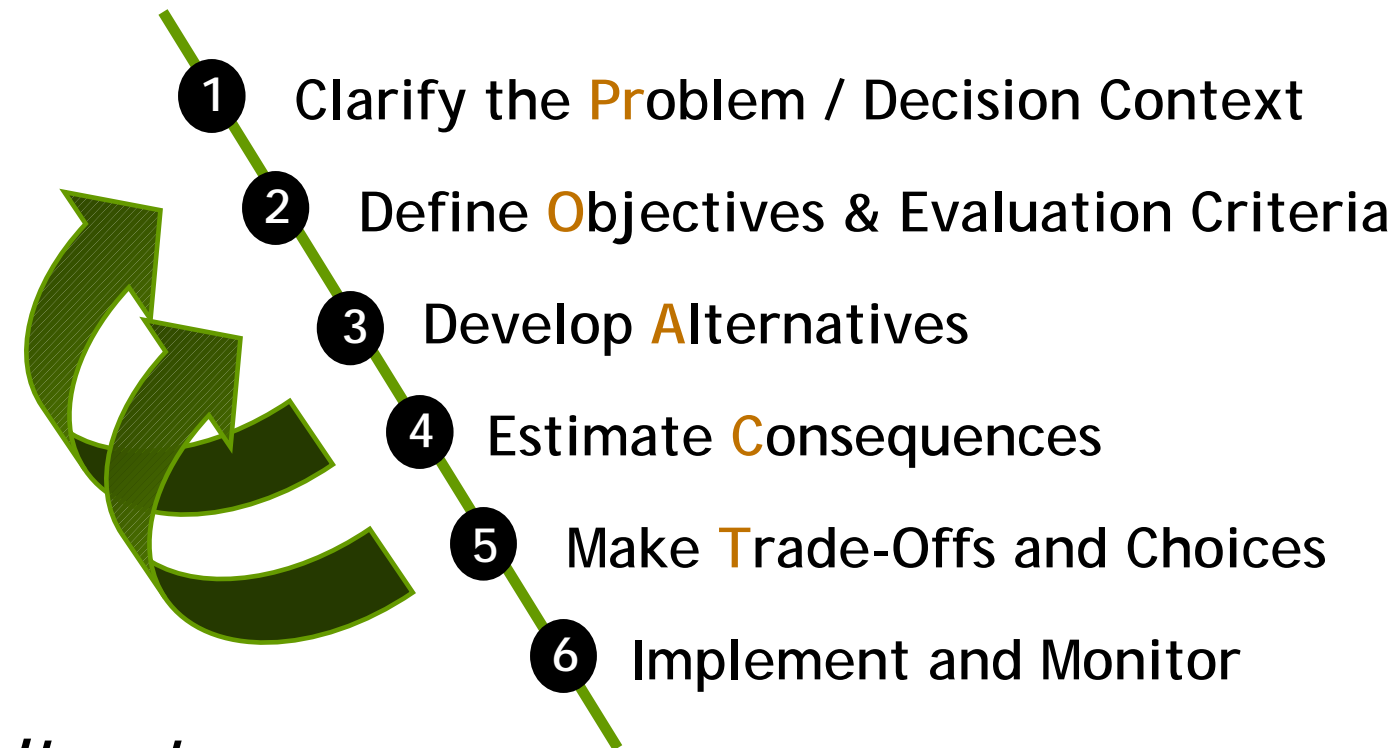 1 Clarify the Problem / Decision Context
2 Define Objectives & Evaluation Criteria
3 Develop Alternatives
4 Estimate Consequences
5 Make Trade-Offs and Choices
6 Implement and Monitor